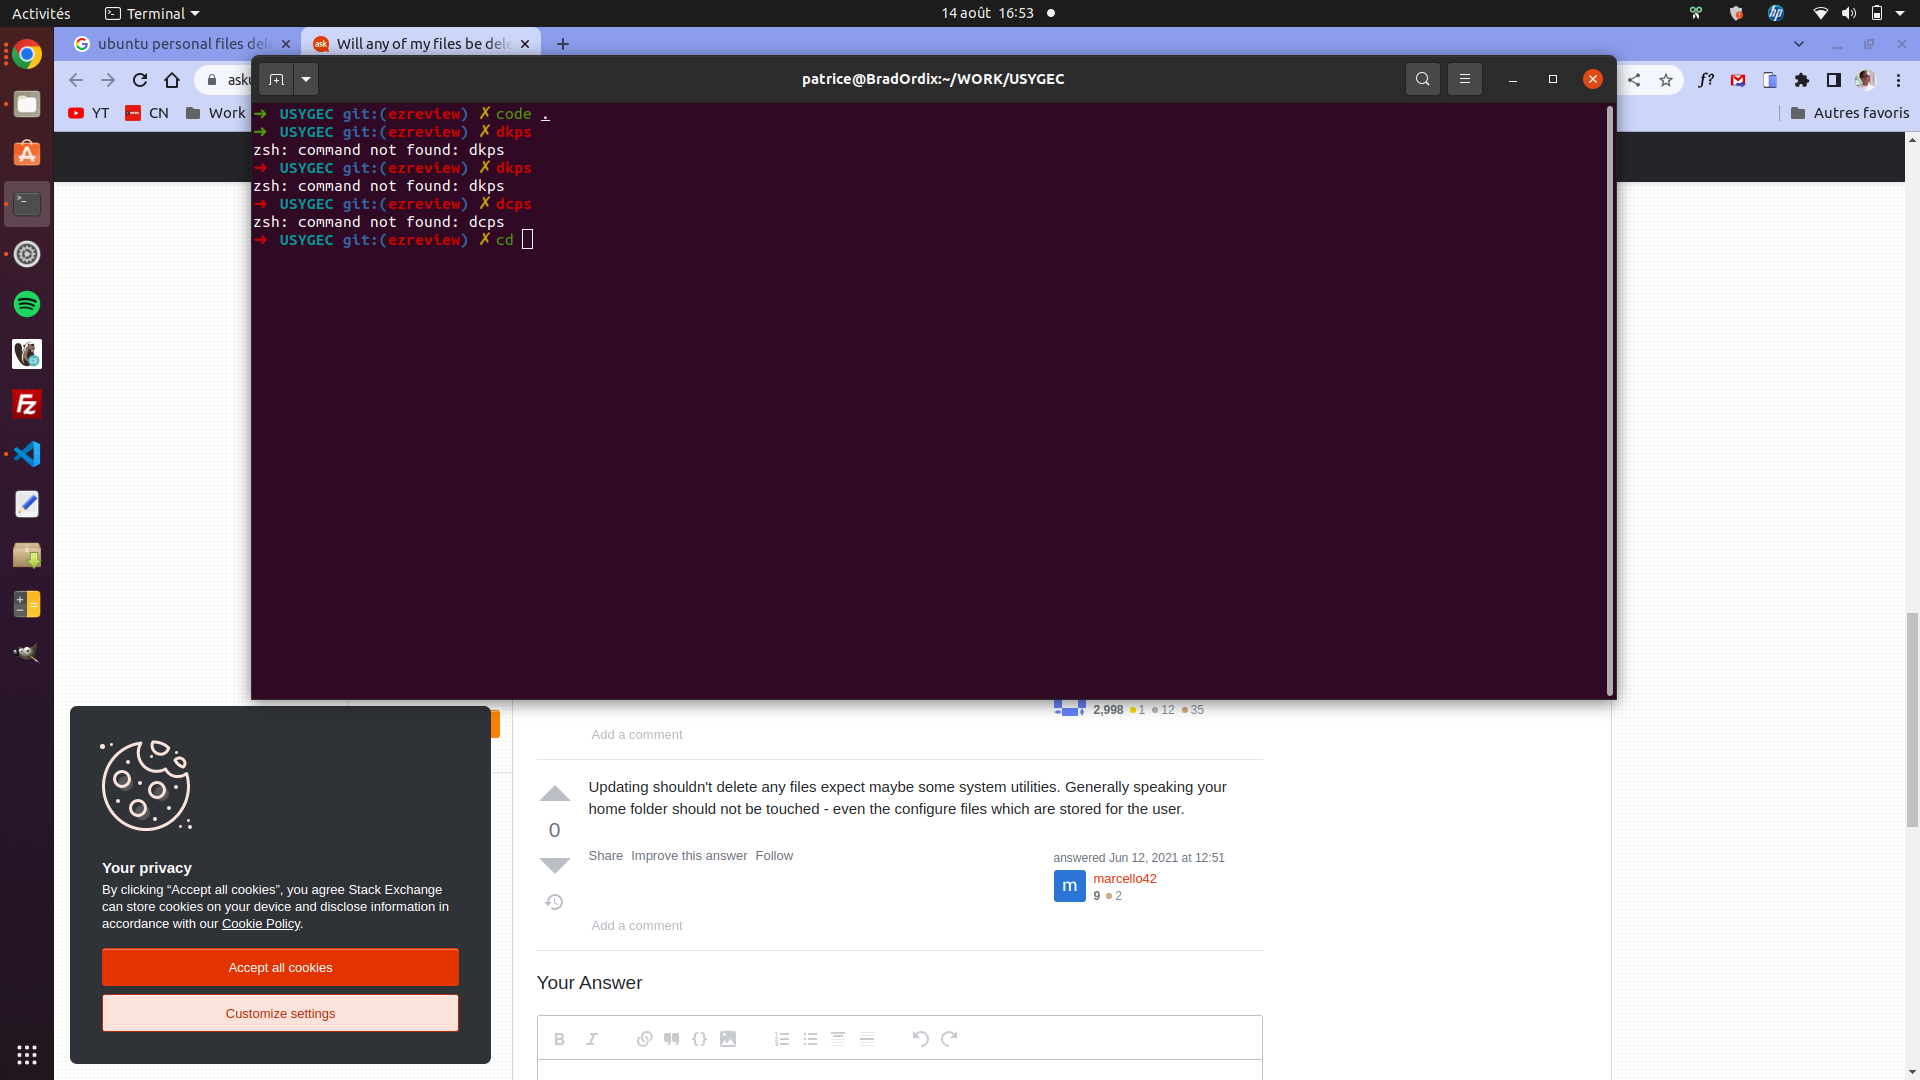 Activités
Terminal
14 août 16:53
ubuntu personal files del
Will any of my files be dele
patrice@BradOrdix:~/WORK/USYGEC
asku
YT
CN
Work
Autres favoris
➜ USYGEC git:(ezreview) ✗ code .
➜ USYGEC git:(ezreview) ✗ dkps
zsh: command not found: dkps
➜ USYGEC git:(ezreview) ✗ dkps
zsh: command not found: dkps
➜ USYGEC git:(ezreview) ✗ dcps
zsh: command not found: dcps
➜ USYGEC git:(ezreview) ✗ cd
2,998 1 12 35
Add a comment
Updating shouldn't delete any files expect maybe some system utilities. Generally speaking your
home folder should not be touched - even the configure files which are stored for the user.
0
Share Improve this answer Follow
answered Jun 12, 2021 at 12:51
m
marcello42
9 2
Add a comment
Your Answer
Your privacy
By clicking “Accept all cookies”, you agree Stack Exchange
can store cookies on your device and disclose information in
accordance with our Cookie Policy.
Accept all cookies
Customize settings